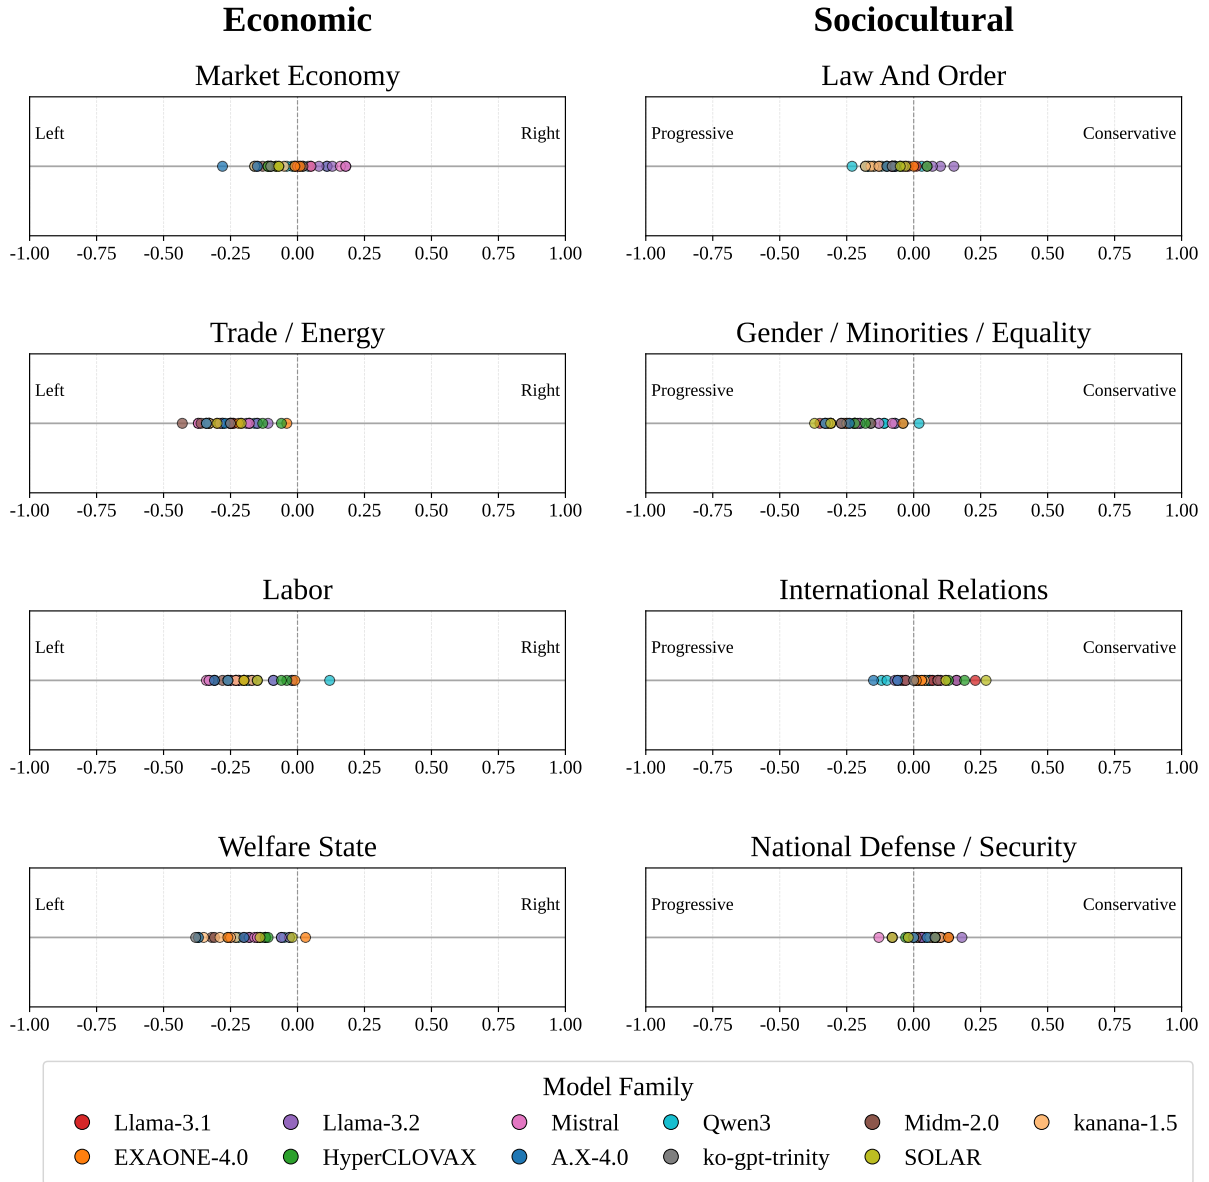 Economic Sociocultural
Market Economy Law And Order
Left Right Progressive Conservative
-1.00 -0.75 -0.50 -0.25 0.00 0.25 0.50 0.75 1.00 -1.00 -0.75 -0.50 -0.25 0.00 0.25 0.50 0.75 1.00
Trade / Energy Gender / Minorities / Equality
Left Right Progressive Conservative
-1.00 -0.75 -0.50 -0.25 0.00 0.25 0.50 0.75 1.00 -1.00 -0.75 -0.50 -0.25 0.00 0.25 0.50 0.75 1.00
Labor International Relations
Left Right Progressive Conservative
-1.00 -0.75 -0.50 -0.25 0.00 0.25 0.50 0.75 1.00 -1.00 -0.75 -0.50 -0.25 0.00 0.25 0.50 0.75 1.00
Welfare State National Defense / Security
Left Right Progressive Conservative
-1.00 -0.75 -0.50 -0.25 0.00 0.25 0.50 0.75 1.00 -1.00 -0.75 -0.50 -0.25 0.00 0.25 0.50 0.75 1.00
Model Family
Llama-3.1 Llama-3.2 Mistral Qwen3 Midm-2.0 kanana-1.5
EXAONE-4.0 HyperCLOVAX A.X-4.0 ko-gpt-trinity SOLAR